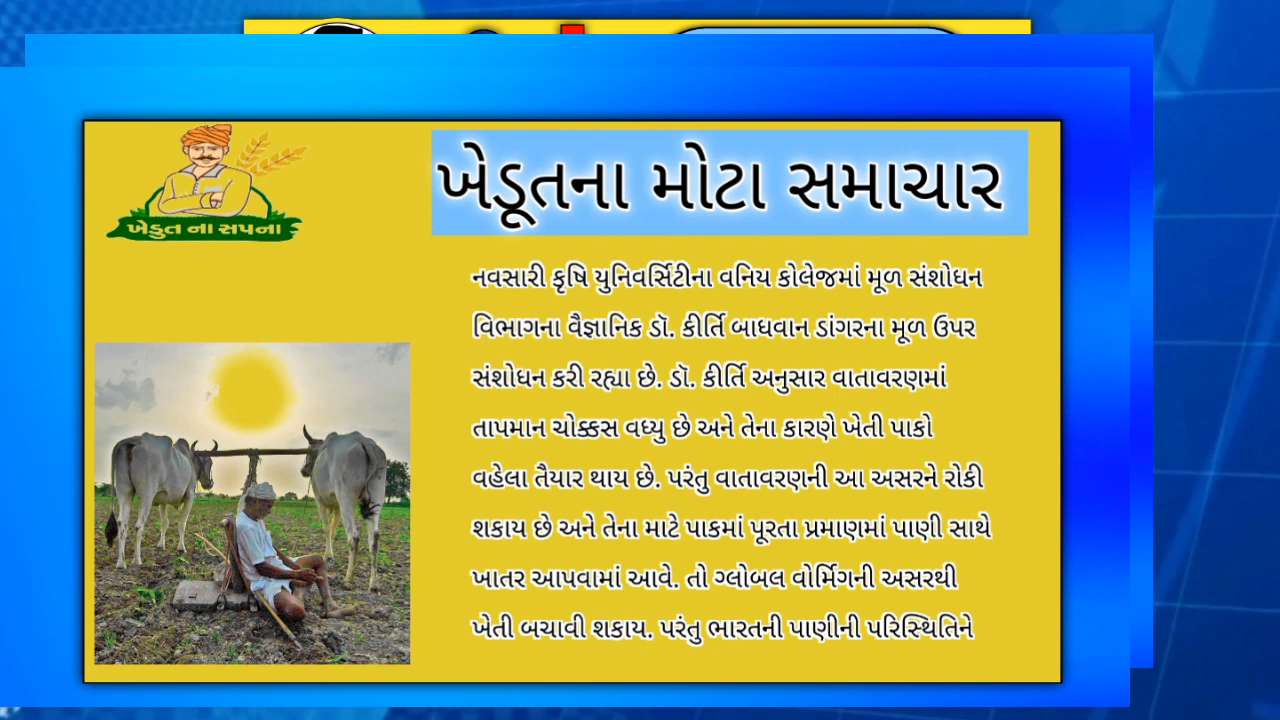 ખેડૂતના મોટા સમાચાર
ખેડુત ના સપના
નવસારી કૃષિ યુનિવર્સિટીના વનિય કોલેજમાં મૂળ સંશોધન
વિભાગના વૈજ્ઞાનિક ડૉ. કીર્તિ બાધવાન ડાંગરના મૂળ ઉપર
સંશોધન કરી રહ્યા છે. ડૉ. કીર્તિ અનુસાર વાતાવરણમાં
તાપમાન ચોક્કસ વધ્યુ છે અને તેના કારણે ખેતી પાકો
વહેલા તૈયાર થાય છે. પરંતુ વાતાવરણની આ અસરને રોકી
શકાય છે અને તેના માટે પાકમાં પૂરતા પ્રમાણમાં પાણી સાથે
ખાતર આપવામાં આવે. તો ગ્લોબલ વોર્મિગની અસરથી
ખેતી બચાવી શકાય. પરંતુ ભારતની પાણીની પરિસ્થિતિને